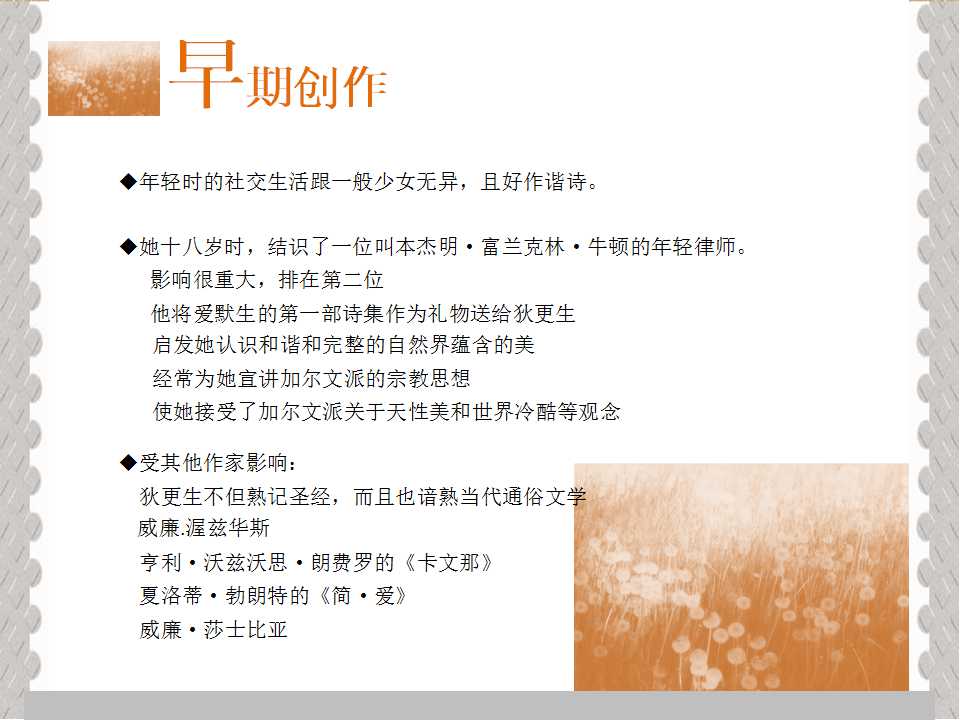 早期创作
◆年轻时的社交生活跟一般少女无异，且好作谐诗。
◆她十八岁时，结识了一位叫本杰明·富兰克林·牛顿的年轻律师。
影响很重大，排在第二位
他将爱默生的第一部诗集作为礼物送给狄更生
启发她认识和谐和完整的自然界蕴含的美
经常为她宣讲加尔文派的宗教思想
使她接受了加尔文派关于天性美和世界冷酷等观念
◆受其他作家影响：
狄更生不但熟记圣经，而且也谙熟当代通俗文学
威廉.渥兹华斯
亨利·沃兹沃思·朗费罗的《卡文那》
夏洛蒂·勃朗特的《简·爱》
威廉·莎士比亚